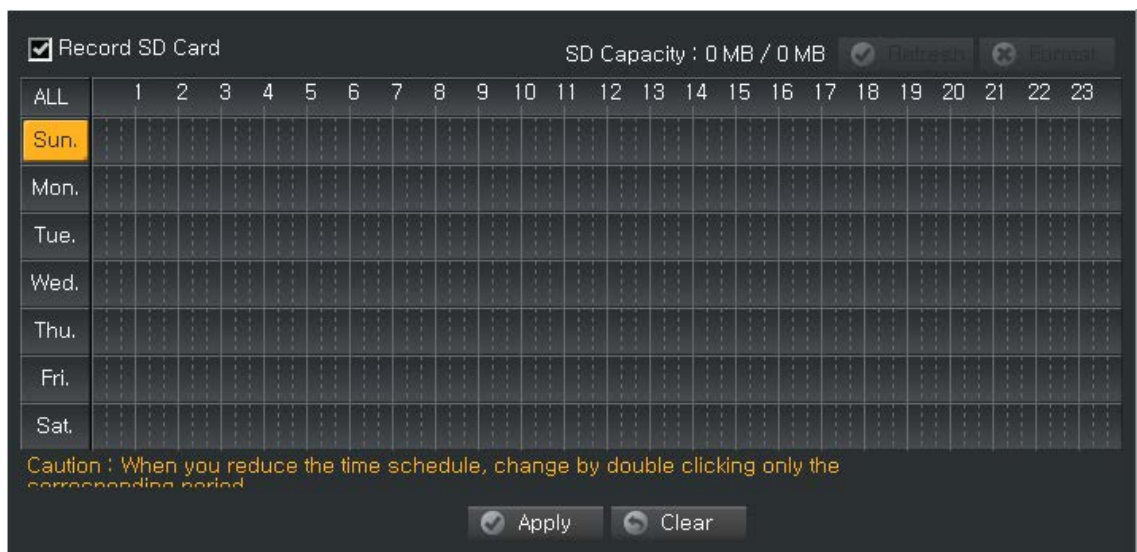 Record SD Card SD Capacity : 0 MB / 0 MB Refresh Format
ALL 1 2 3 4 5 6 7 8 9 10 11 12 13 14 15 16 17 18 19 20 21 22 23
Sun.
Mon.
Tue.
Wed.
Thu.
Fri.
Sat.
Caution : When you reduce the time schedule, change by double clicking only the
corresponding period
Apply Clear